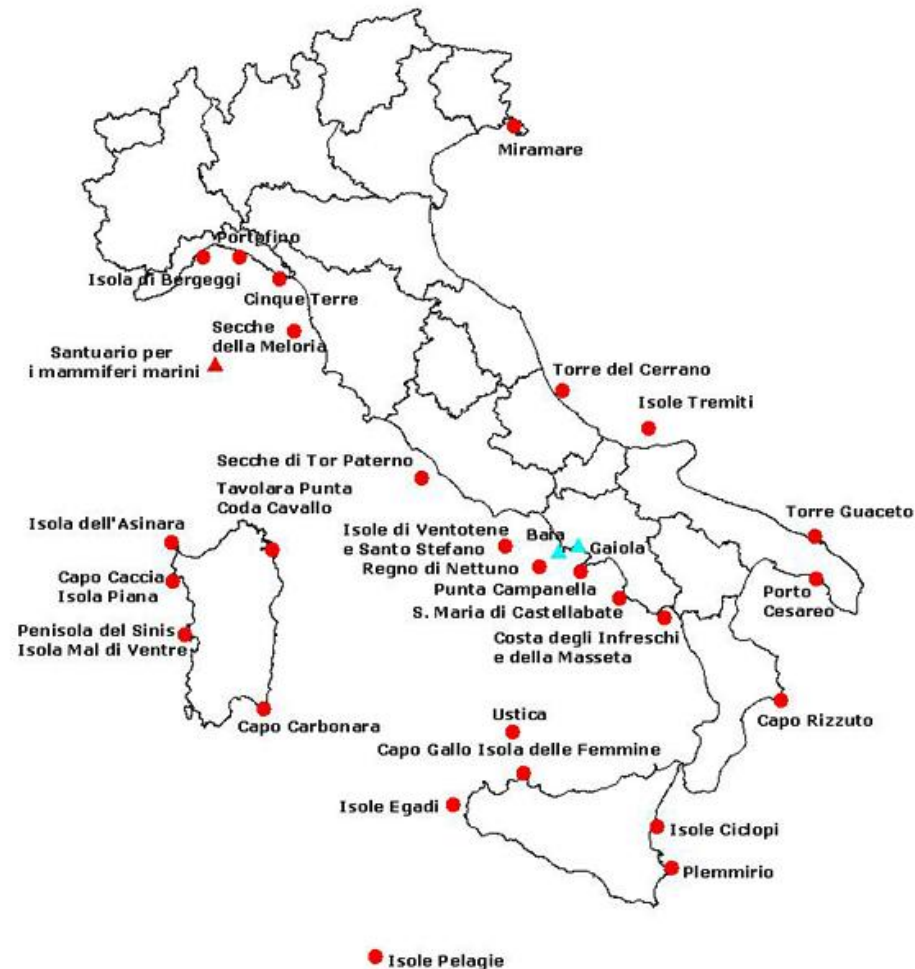 Miramare
Portofino
Isola di Bergeggi
Cinque Terre
Secche
della Meloria
Santuario per
i mammiferi marini
Torre del Cerrano
Isole Tremiti
Secche di Tor Paterno
Tavolara Punta
Coda Cavallo
Isola dell'Asinara
Isole di Ventotene
e Santo Stefano
Baia
Gaiola
Torre Guaceto
Regno di Nettuno
Capo Caccia
Isola Piana
Punta Campanella
Porto
Cesareo
S. Maria di Castellabate
Penisola del Sinis
Isola Mal di Ventre
Costa degli Infreschi
e della Masseta
Capo Carbonara
Ustica
Capo Rizzuto
Capo Gallo Isola delle Femmine
Isole Egadi
Isole Ciclopi
Plemmirio
Isole Pelagie